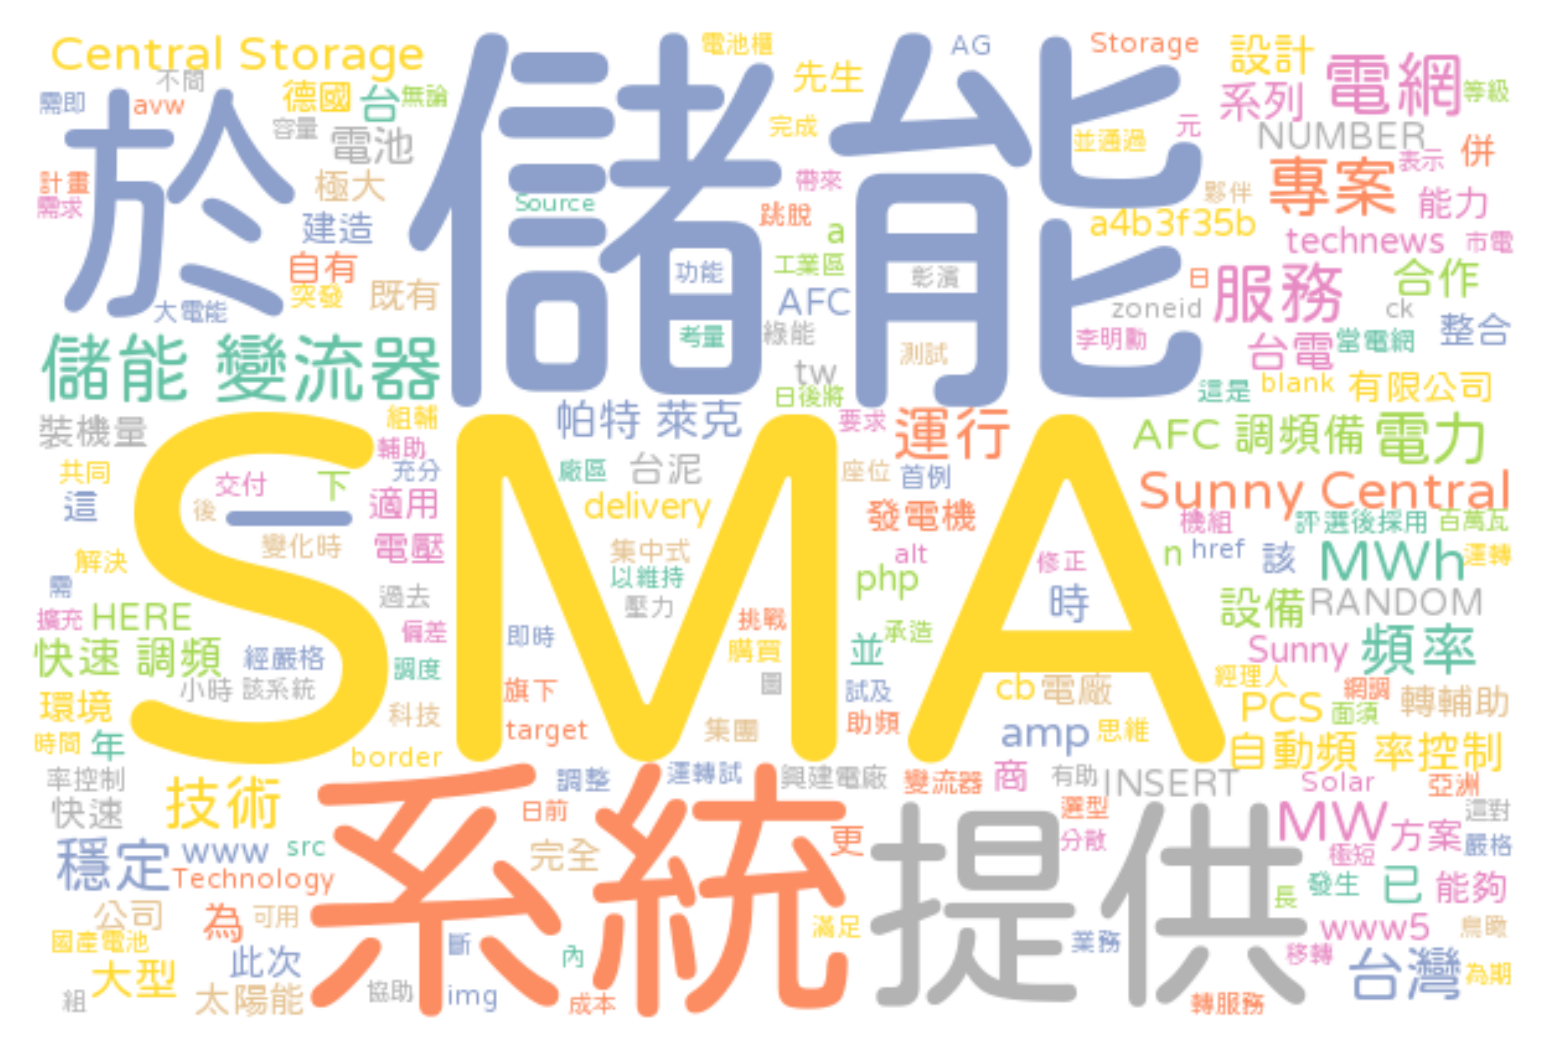 Central Storage
不同
電池櫃
AG
Storage
設計
電網
需即
avw
德國
台
無論
先生
系列
等級
於
儲能
容量
電池
完成
並通過
元
NUMBER
併
計畫
需求
極大
帶來
夥伴
專案
表示
能力
建造
Source
跳脫
a
a4b3f35b
technews
市電
自有
突發
既有
功能
工業區
彰濱
日
服務
合作
大電能
AFC
zoneid
ck
儲能 變流器
考量
綠能
測試
李明勳
台電
當電網
整合
tw
日後將
這是
blank
有限公司
裝機量
組輔
帕特 萊克
要求
運行
AFC 調頻備
電力
輔助
共同
交付
下
充分
廠區
台泥
座位
首例
Sunny Central
這
後
一
適用
delivery
發電機
機組
評選後採用
百萬瓦
SMA
解決
變化時
電壓
集中式
alt
修正
n
href
該
MWh
運轉
需
過去
以維持
壓力
php
時
設備
RANDOM
擴充
HERE
偏差
即時
挑戰
承造
快速 調頻
經嚴格
調度
購買
並
Sunny
頻率
小時
該系統
旗下
圖
試及
cb
電廠
經理人
網調
環境
科技
target
集團
助頻
PCS
面須
轉輔助
時間
年
border
amp
思維
自動頻 率控制
率控制
調整
運轉試
興建電廠
變流器
商
有助
INSERT
Solar
亞洲
快速
技術
日前
更
選型
分散
MW
方案
這對
穩定
www
src
完全
極短
嚴格
Technology
系統
提供
長
發生
已
能夠
公司
為
可用
滿足
www5
鳥瞰
國產電池
此次
斷
內
業務
移轉
台灣
為期
大型
組
太陽能
協助
img
成本
轉服務